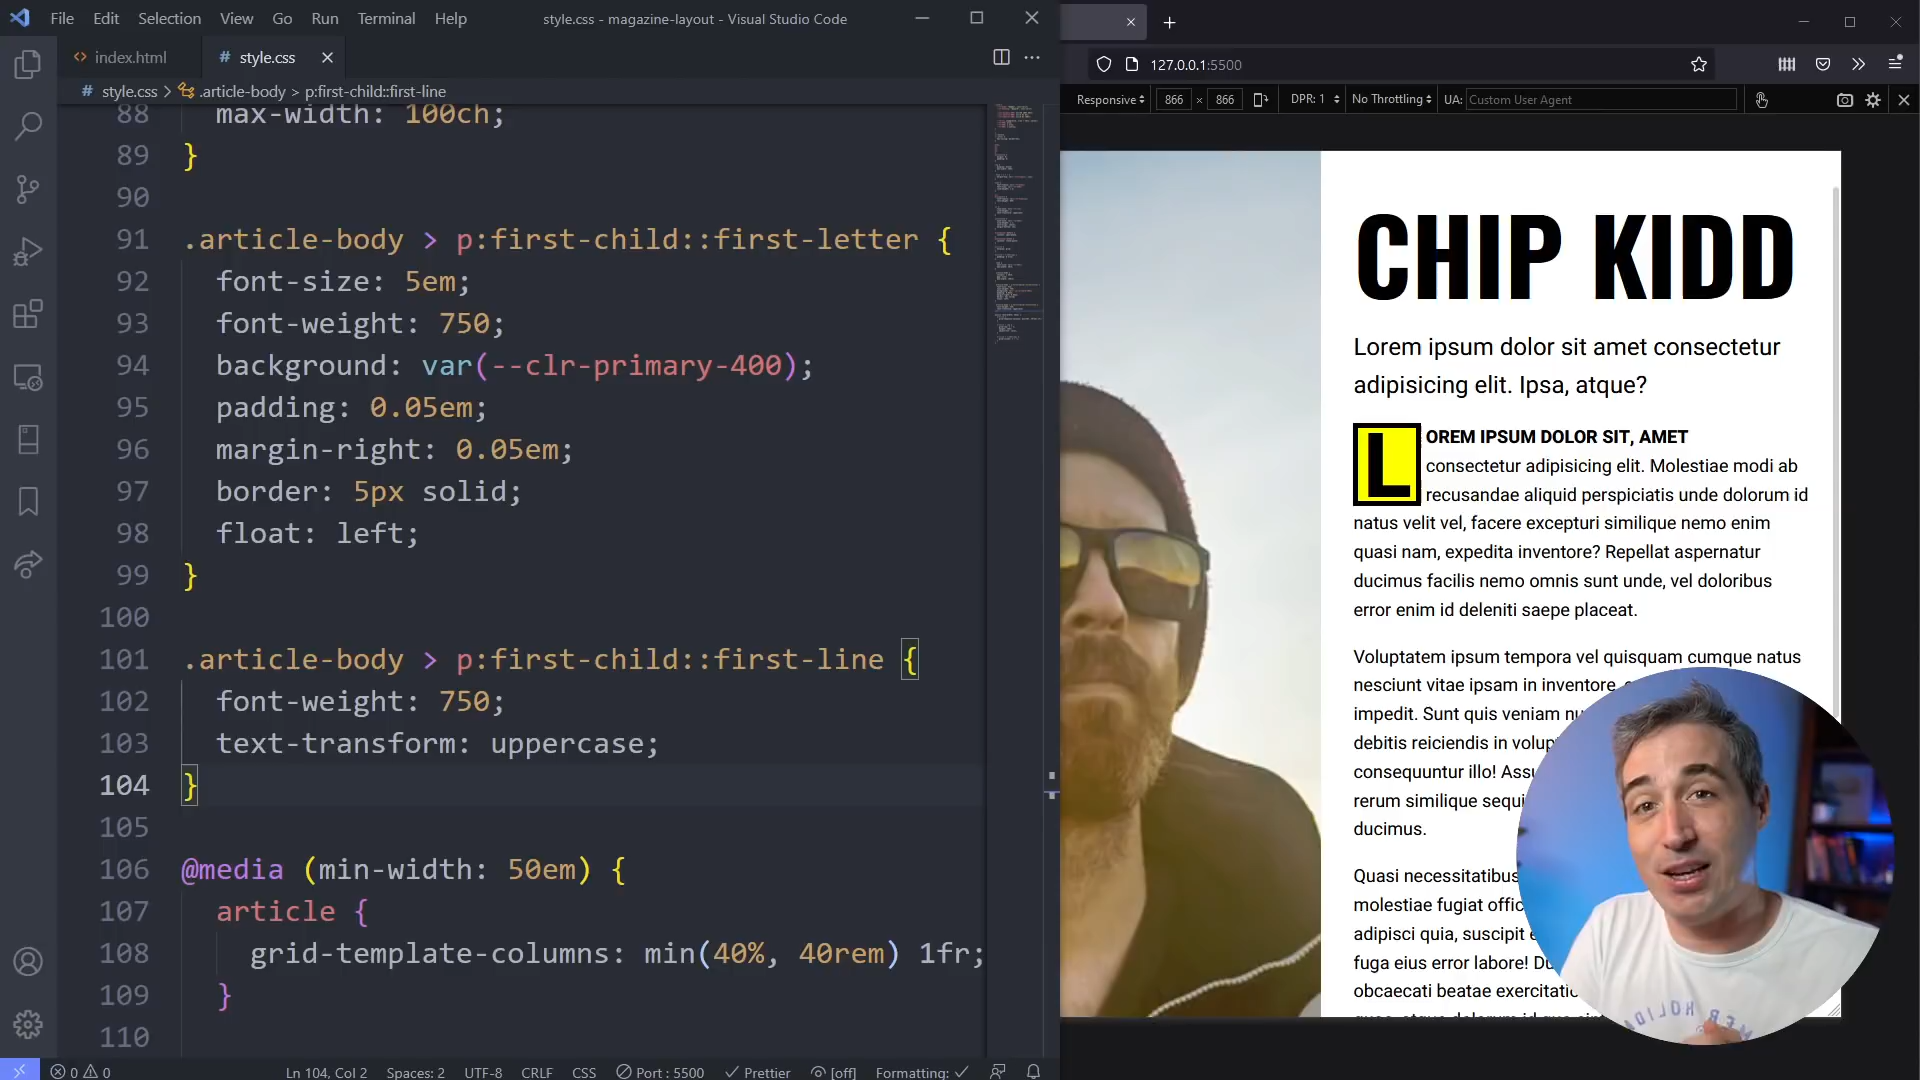 File Edit Selection View Go Run Terminal Help
style.css - magazine-layout - Visual Studio Code
<> index.html
# style.css
# style.css > .article-body > p:first-child::first-line
88 max-width: 100ch;
89 }
90
91 .article-body > p:first-child::first-letter {
92 font-size: 5em;
93 font-weight: 750;
94 background: var(--clr-primary-400);
95 padding: 0.05em;
96 margin-right: 0.05em;
97 border: 5px solid;
98 float: left;
99 }
100
101 .article-body > p:first-child::first-line {
102 font-weight: 750;
103 text-transform: uppercase;
104 }
105
106 @media (min-width: 50em) {
107 article {
108 grid-template-columns: min(40%, 40rem) 1fr;
109 }
110
0 0 Ln 104, Col 2 Spaces: 2 UTF-8 CRLF CSS Port : 5500 Prettier [off] Formatting:
127.0.0.1:5500
Responsive 866 × 866 DPR: 1 No Throttling UA: Custom User Agent
CHIP KIDD
Lorem ipsum dolor sit amet consectetur
adipisicing elit. Ipsa, atque?
LOREM IPSUM DOLOR SIT, AMET
consectetur adipisicing elit. Molestiae modi ab
recusandae aliquid perspiciatis unde dolorum id
natus velit vel, facere excepturi similique nemo enim
quasi nam, expedita inventore? Repellat aspernatur
ducimus facilis nemo omnis sunt unde, vel doloribus
error enim id deleniti saepe placeat.
Voluptatem ipsum tempora vel quisquam cumque natus
nesciunt vitae ipsam in inventore,
impedit. Sunt quis veniam
debitis reiciendis in
consequuntur illo!
rerum similique
ducimus.
Quasi necessitatibus
molestiae fugiat
adipisci quia, suscipit
fuga eius error labore!
obcaecati beatae